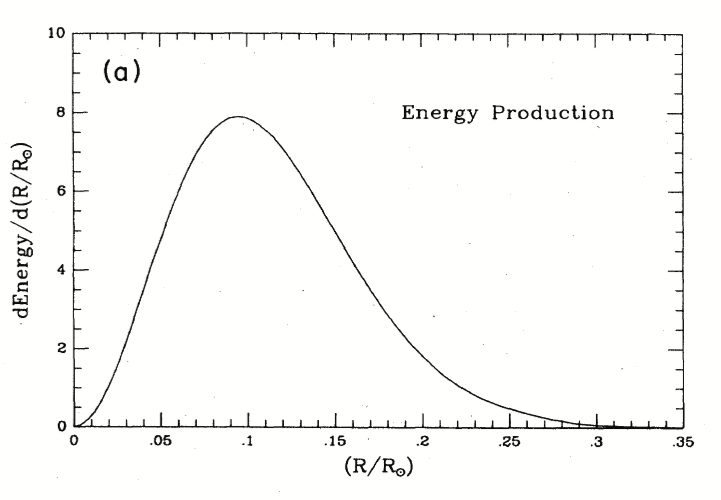 10
(a)
Energy Production
8
6
4
2
0
dEnergy/d(R/R☉)
0 .05 .1 .15 .2 .25 .3 .35
(R/R☉)